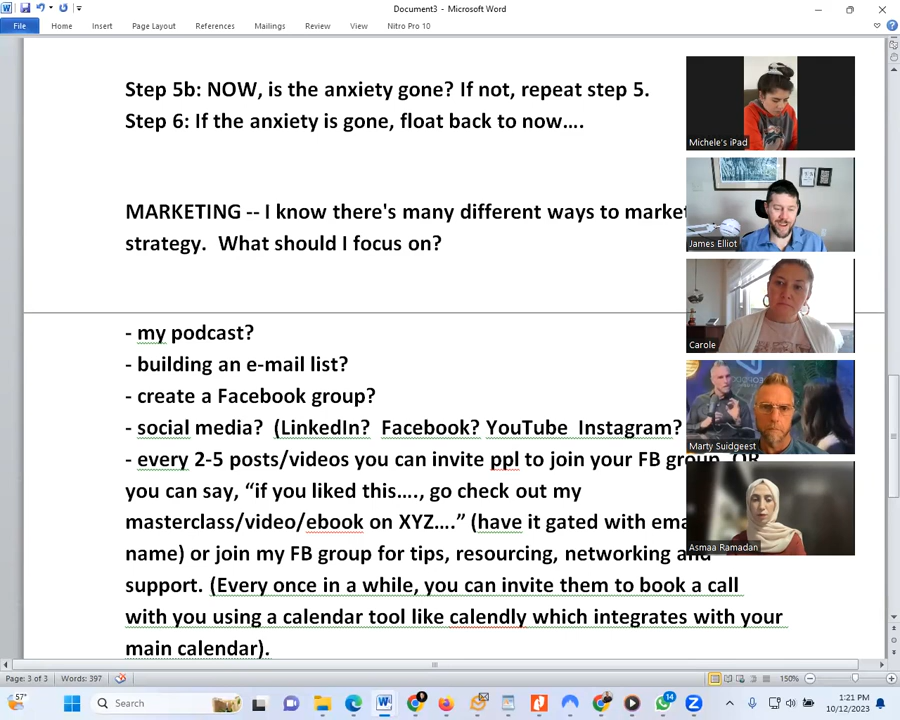 Document3 - Microsoft Word
File Home Insert Page Layout References Mailings Review View Nitro Pro 10
Step 5b: NOW, is the anxiety gone? If not, repeat step 5.
Step 6: If the anxiety is gone, float back to now….
Michele's iPad
MARKETING -- I know there's many different ways to market
strategy.  What should I focus on?
James Elliot
- my podcast?
Carole
- building an e-mail list?
- create a Facebook group?
- social media?  (LinkedIn?  Facebook? YouTube  Instagram?
- every 2-5 posts/videos you can invite ppl to join your FB group, OR
Marty Suidgeest
you can say, “if you liked this…., go check out my
masterclass/video/ebook on XYZ….” (have it gated with
name) or join my FB group for tips, resourcing, networking and
Asmaa Ramadan
support. (Every once in a while, you can invite them to book a call
with you using a calendar tool like calendly which integrates with your
main calendar).
Page: 3 of 3 Words: 397 150%
57°
Search
14
1:21 PM
10/12/2023